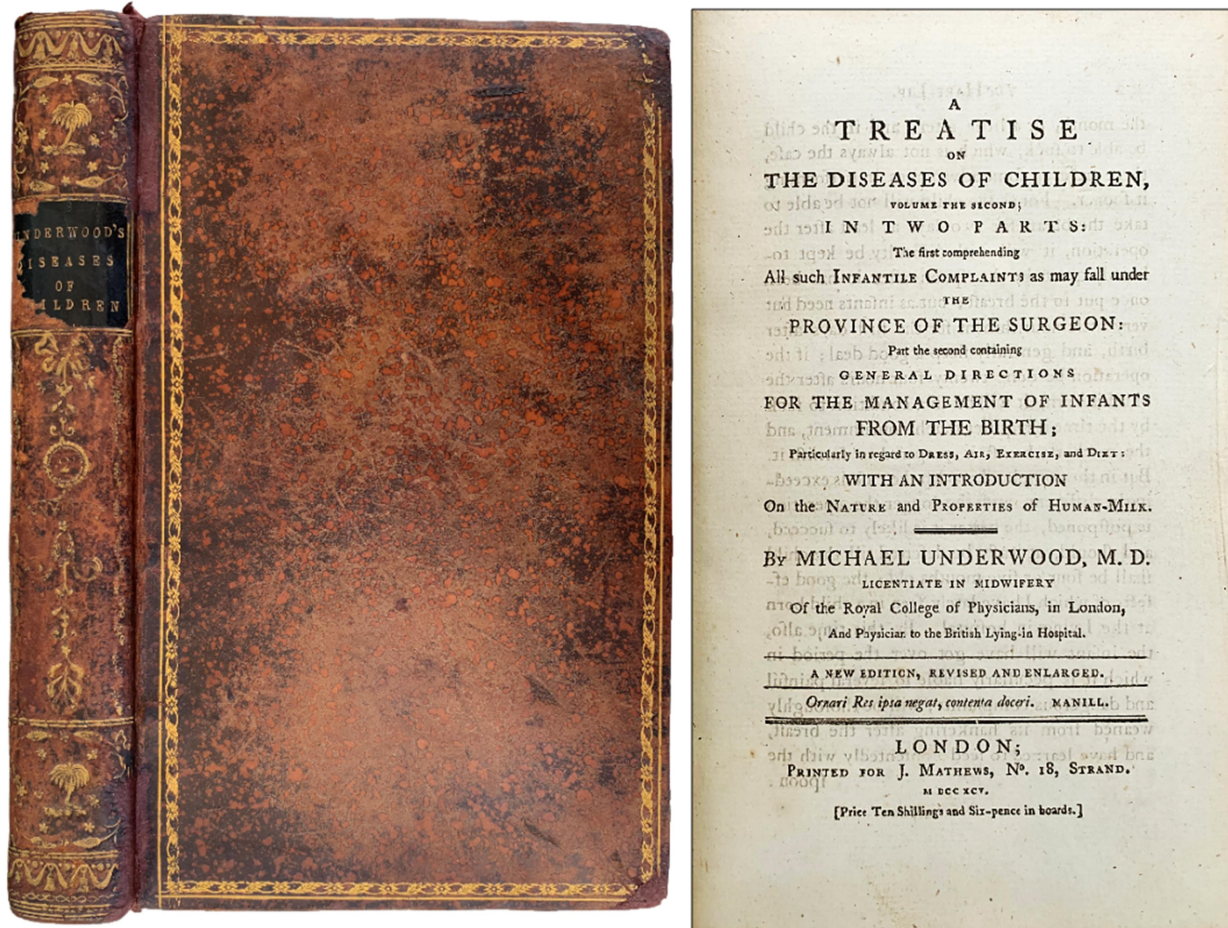 UNDERWOOD'S
DISEASES
OF
CHILDREN
A
TREATISE
ON
THE DISEASES OF CHILDREN,
VOLUME THE SECOND;
IN TWO PARTS:
The first comprehending
All such INFANTILE COMPLAINTS as may fall under
THE
PROVINCE OF THE SURGEON:
Part the second containing
GENERAL DIRECTIONS
FOR THE MANAGEMENT OF INFANTS
FROM THE BIRTH;
Particularly in regard to DRESS, AIR, EXERCISE, and DIET:
WITH AN INTRODUCTION
On the NATURE and PROPERTIES of HUMAN-MILK.
By MICHAEL UNDERWOOD, M. D.
LICENTIATE IN MIDWIFERY
Of the Royal College of Physicians, in London,
And Physician to the British Lying-in Hospital.
A NEW EDITION, REVISED AND ENLARGED.
Ornari Res ipsa negat, contenta doceri. MANILL.
LONDON;
PRINTED FOR J. MATHEWS, No. 18, STRAND.
M DCC XCV.
[Price Ten Shillings and Six-pence in boards.]